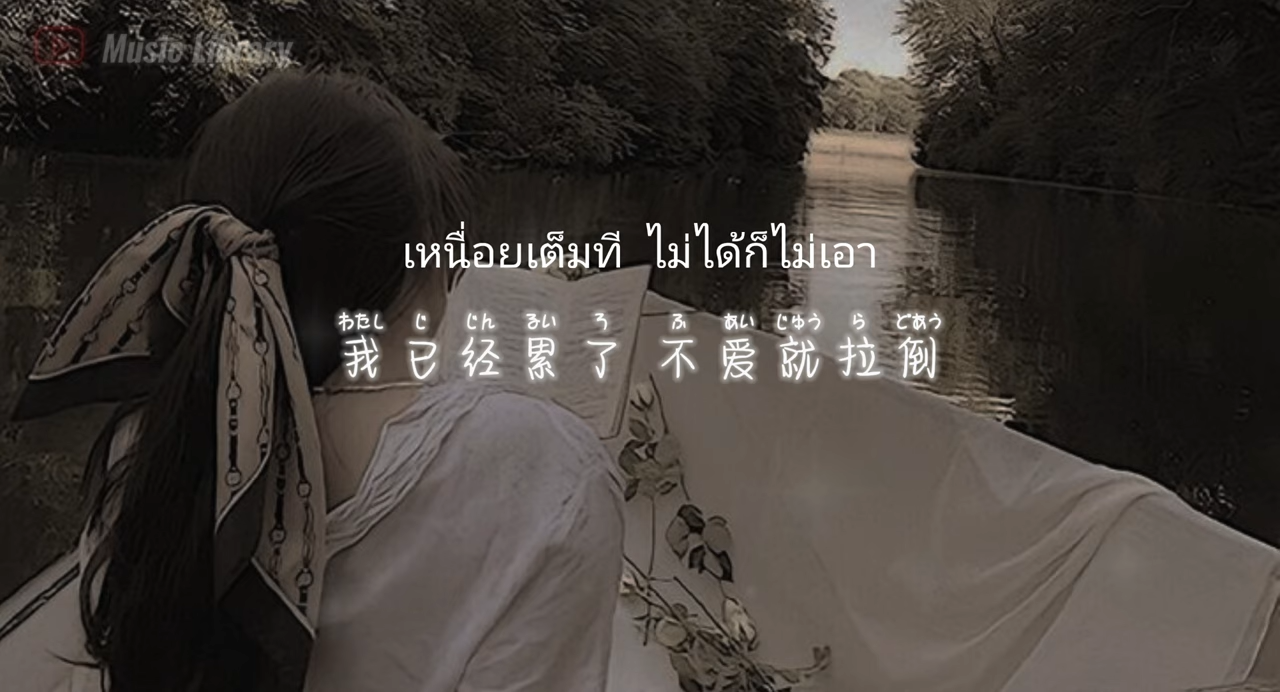 Music Library
เหนื่อยเต็มที ไม่ได้ก็ไม่เอา
わたし じ じん るい ろ ふ あい じゅう ら どあう
我已经累了 不爱就拉倒